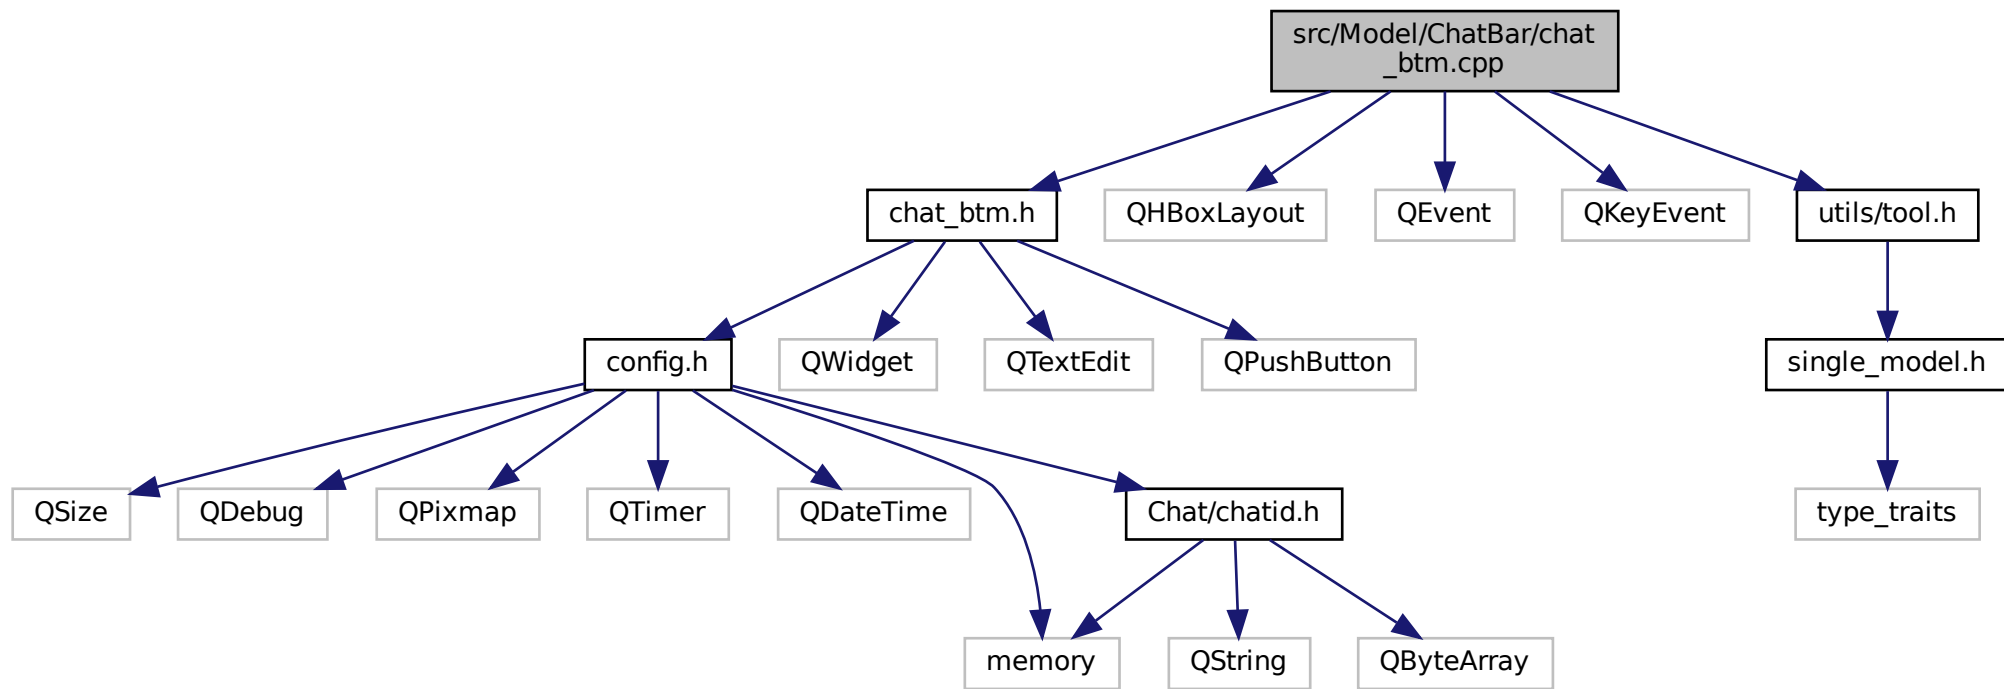 src/Model/ChatBar/chat
_btm.cpp
chat_btm.h
QHBoxLayout
QEvent
QKeyEvent
utils/tool.h
config.h
QWidget
QTextEdit
QPushButton
single_model.h
QSize
QDebug
QPixmap
QTimer
QDateTime
Chat/chatid.h
type_traits
memory
QString
QByteArray